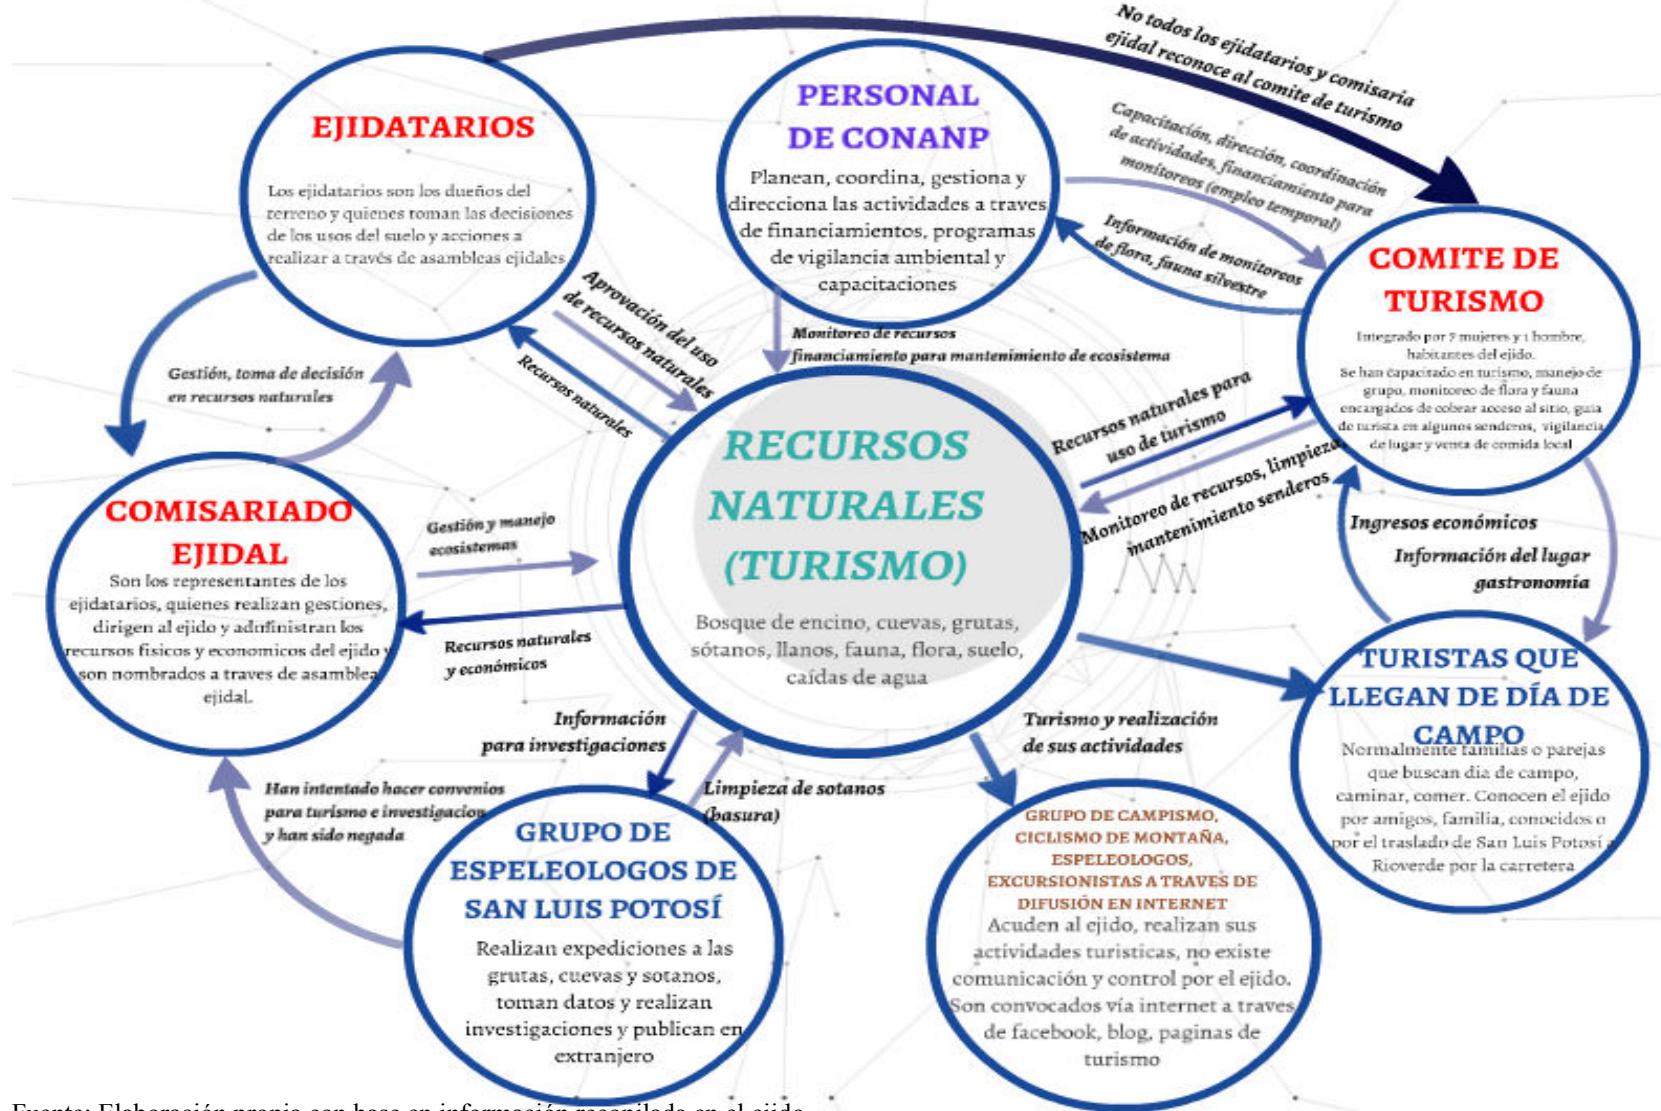 No todos los ejidatarios y comisaria
ejidal reconoce al comite de turismo
EJIDATARIOS
Los ejidatarios son los dueños del
terreno y quienes toman las decisiones
de los usos del suelo y acciones a
realizar a través de asambleas ejidales
PERSONAL
DE CONANP
Planean, coordina, gestiona y
direcciona las actividades a traves
de financiamientos, programas
de vigilancia ambiental y
capacitaciones
Capacitación, dirección, coordinación
de actividades, financiamiento para
monitoreos (empleo temporal)
Información de monitoreos
de flora, fauna silvestre
COMITE DE
TURISMO
Integrado por 7 mujeres y 1 hombre,
habitantes del ejido.
Se han capacitado en turismo, manejo de
grupo, monitoreo de flora y fauna
encargados de cobrar acceso al sitio, guia
de turista en algunos senderos, vigilancia
de lugar y venta de comida local
Aprovación del uso
de recursos naturales
Recursos naturales
Monitoreo de recursos
financiamiento para mantenimiento de ecosistema
Gestión, toma de decisión
en recursos naturales
Recursos naturales para
uso de turismo
Monitoreo de recursos, limpieza
mantenimiento senderos
RECURSOS
NATURALES
(TURISMO)
Bosque de encino, cuevas, grutas,
sótanos, llanos, fauna, flora, suelo,
caídas de agua
COMISARIADO
EJIDAL
Son los representantes de los
ejidatarios, quienes realizan gestiones,
dirigen al ejido y administran los
recursos fisicos y economicos del ejido y
son nombrados a traves de asamblea
ejidal.
Gestión y manejo
ecosistemas
Recursos naturales
y económicos
Ingresos económicos
Información del lugar
gastronomía
TURISTAS QUE
LLEGAN DE DÍA DE
CAMPO
Normalmente familias o parejas
que buscan dia de campo,
caminar, comer. Conocen el ejido
por amigos, familia, conocidos o
por el traslado de San Luis Potosí a
Rioverde por la carretera
Información
para investigaciones
Limpieza de sotanos
(basura)
Turismo y realización
de sus actividades
Han intentado hacer convenios
para turismo e investigacion
y han sido negada
GRUPO DE
ESPELEOLOGOS DE
SAN LUIS POTOSÍ
Realizan expediciones a las
grutas, cuevas y sotanos,
toman datos y realizan
investigaciones y publican en
extranjero
GRUPO DE CAMPISMO,
CICLISMO DE MONTAÑA,
ESPELEOLOGOS,
EXCURSIONISTAS A TRAVES DE
DIFUSIÓN EN INTERNET
Acuden al ejido, realizan sus
actividades turisticas, no existe
comunicación y control por el ejido.
Son convocados vía internet a traves
de facebook, blog, paginas de
turismo
Fuente: Elaboración propia con base en información recopilada en el ejido